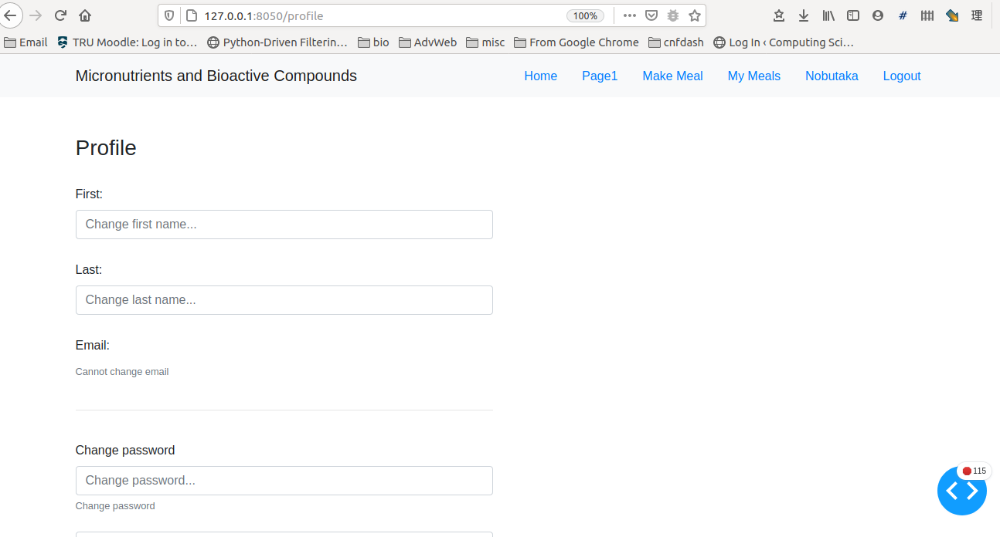 127.0.0.1:8050/profile 100% # 理
Email TRU Moodle: Log in to… Python-Driven Filterin… bio AdvWeb misc From Google Chrome cnfdash Log In ‹ Computing Sci…
Micronutrients and Bioactive Compounds Home Page1 Make Meal My Meals Nobutaka Logout
Profile
First:
Change first name...
Last:
Change last name...
Email:
Cannot change email
Change password
Change password...
Change password
115